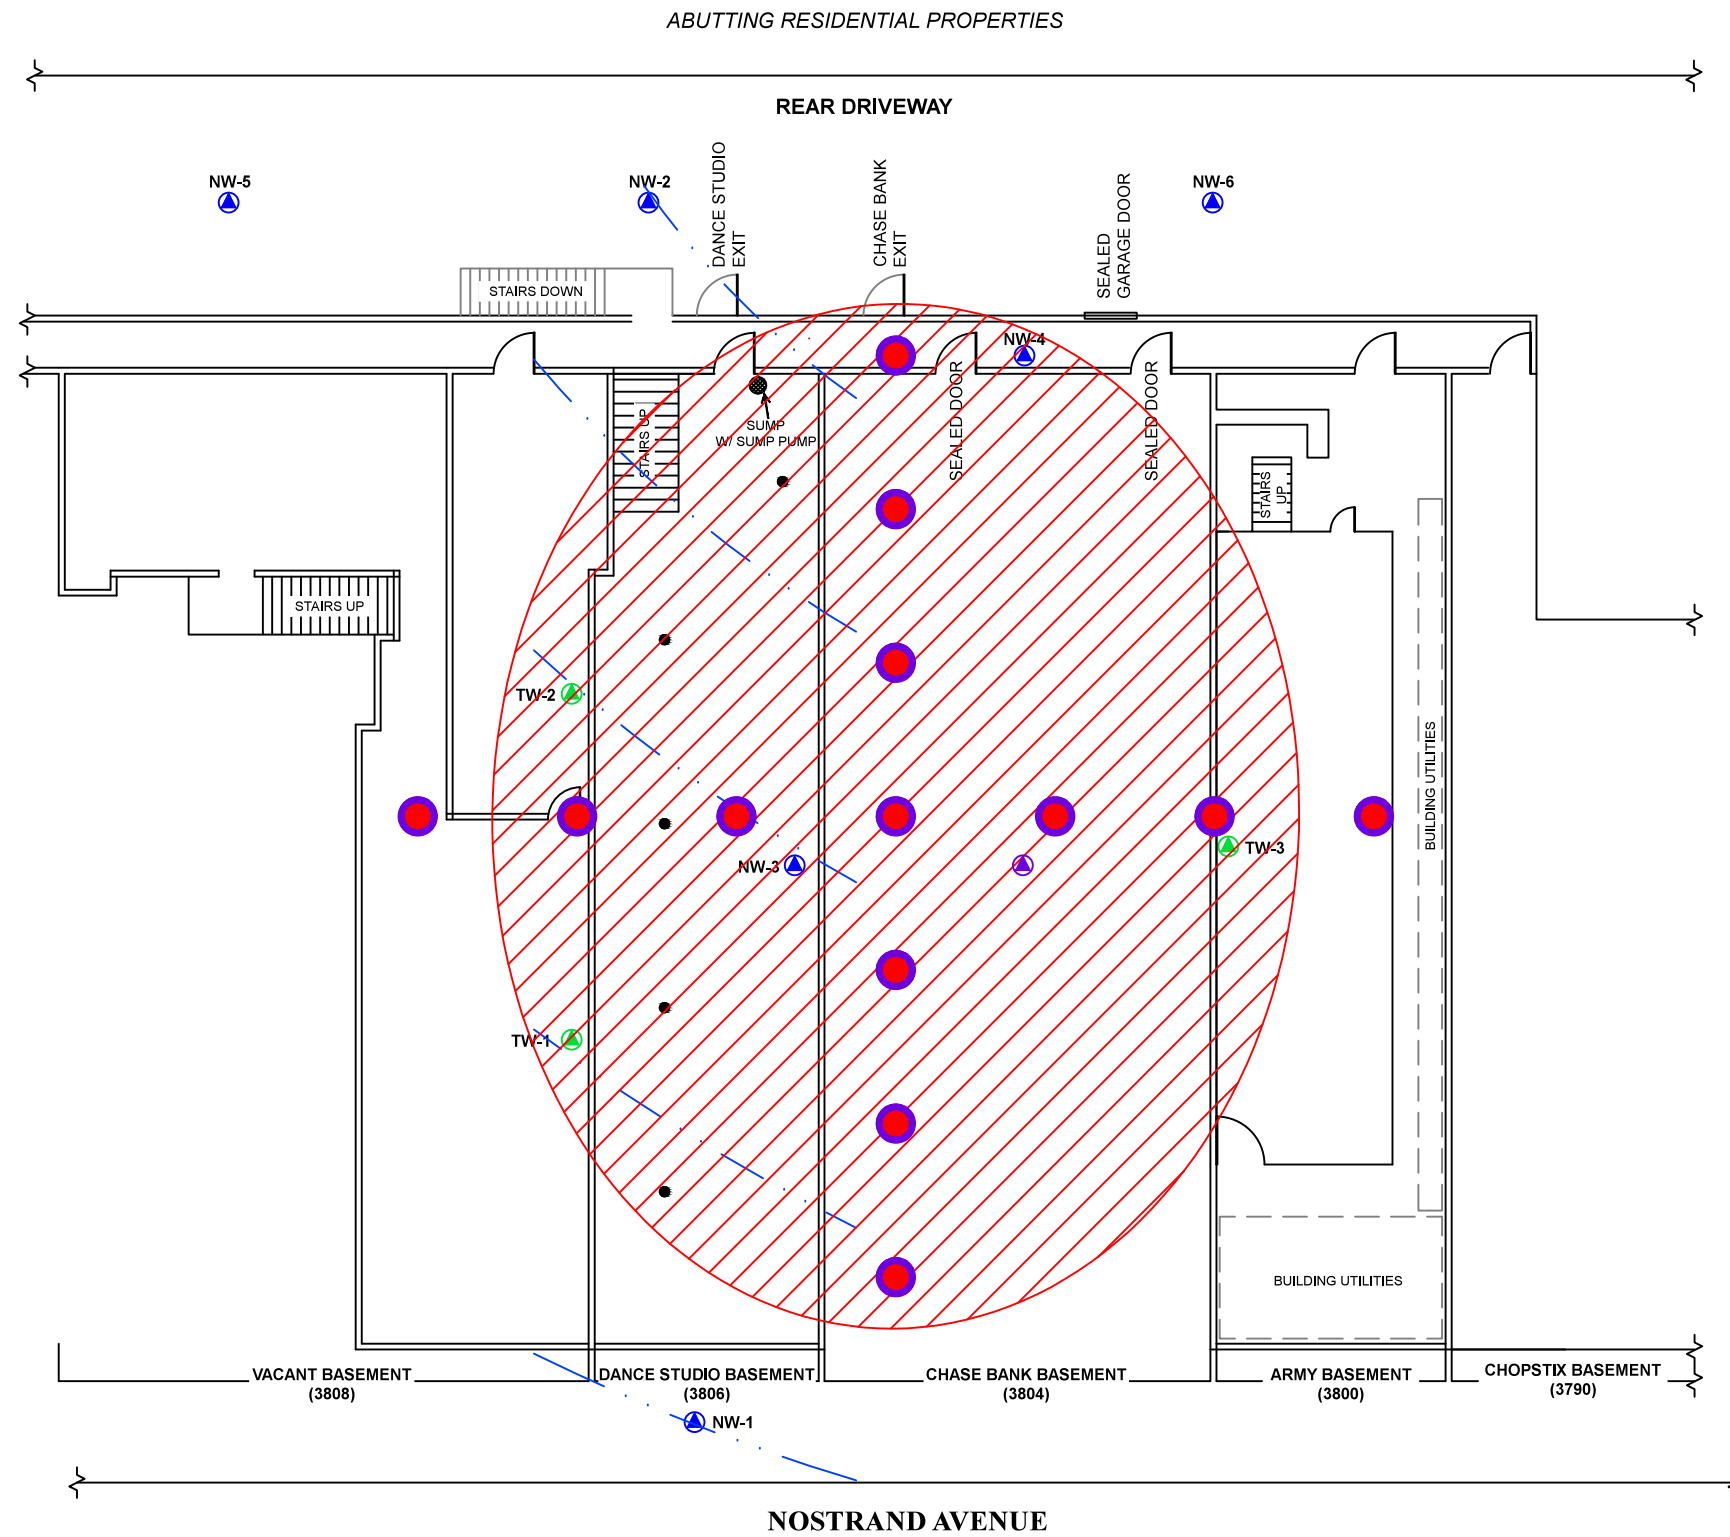 ABUTTING RESIDENTIAL PROPERTIES
REAR DRIVEWAY
NW-5
NW-2
NW-6
DANCE STUDIO
EXIT
CHASE BANK
EXIT
SEALED
GARAGE DOOR
STAIRS DOWN
NW-4
STAIRS UP
SUMP
W/ SUMP PUMP
SEALED DOOR
SEALED DOOR
STAIRS
UP
STAIRS UP
TW-2
BUILDING UTILITIES
NW-3
TW-3
TW-1
BUILDING UTILITIES
VACANT BASEMENT
(3808)
DANCE STUDIO BASEMENT
(3806)
CHASE BANK BASEMENT
(3804)
ARMY BASEMENT
(3800)
CHOPSTIX BASEMENT
(3790)
NW-1
NOSTRAND AVENUE